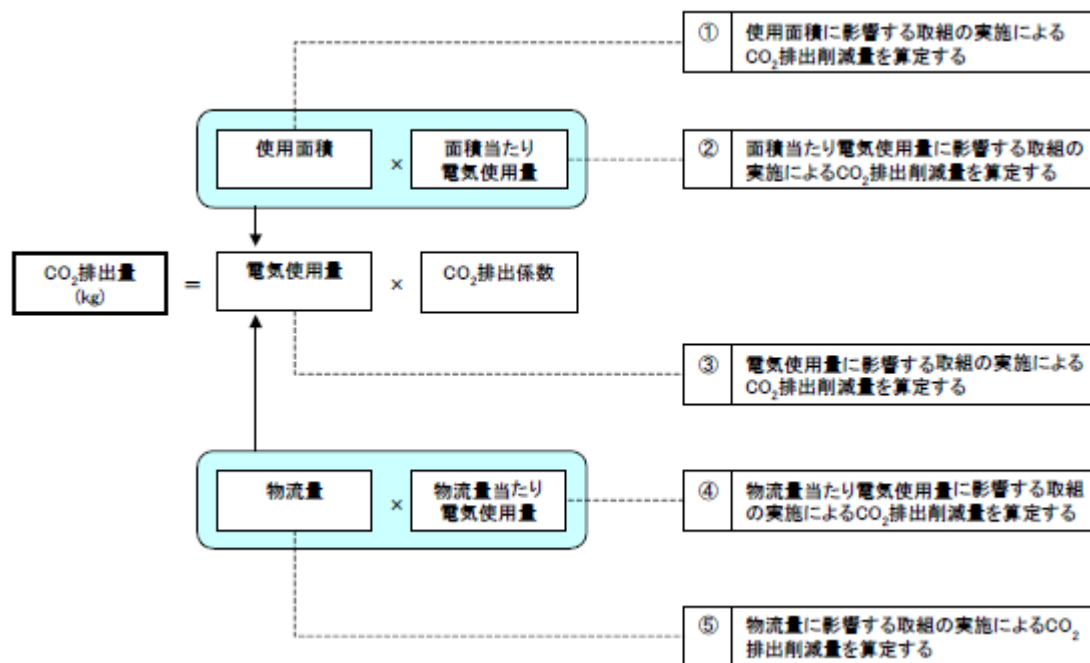 ①
使用面積に影響する取組の実施による
CO₂排出削減量を算定する
使用面積
×
面積当たり
電気使用量
②
面積当たり電気使用量に影響する取組の
実施によるCO₂排出削減量を算定する
CO₂排出量
(kg)
=
電気使用量
×
CO₂排出係数
③
電気使用量に影響する取組の実施による
CO₂排出削減量を算定する
物流量
×
物流量当たり
電気使用量
④
物流量当たり電気使用量に影響する取組
の実施によるCO₂排出削減量を算定する
⑤
物流量に影響する取組の実施によるCO₂
排出削減量を算定する